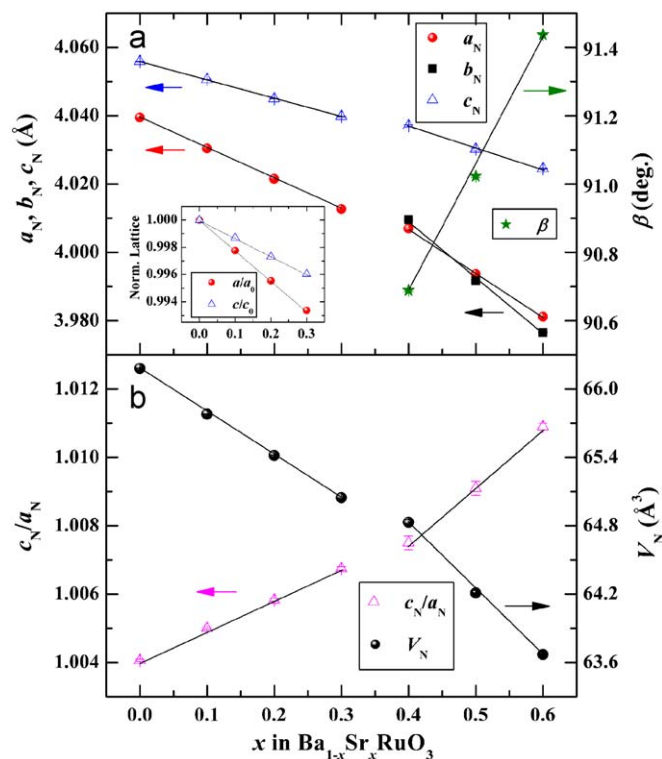 a
a_N
b_N
c_N
β
a_N, b_N, c_N (Å)
4.060
4.040
4.020
4.000
3.980
β (deg.)
91.4
91.2
91.0
90.8
90.6
Norm. Lattice
1.000
0.998
0.996
0.994
a/a_0
c/c_0
0.0 0.1 0.2 0.3
b
c_N/a_N
1.012
1.010
1.008
1.006
1.004
V_N (Å^3)
66.0
65.4
64.8
64.2
63.6
c_N/a_N
V_N
0.0 0.1 0.2 0.3 0.4 0.5 0.6
x in Ba_{1-x}Sr_xRuO_3